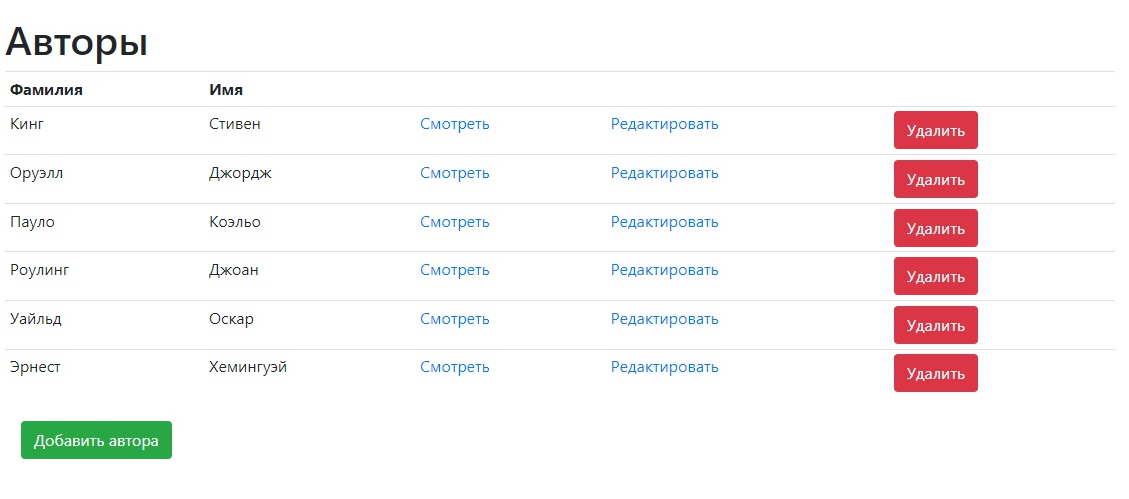 Авторы
Фамилия Имя
Кинг Стивен Смотреть Редактировать Удалить
Оруэлл Джордж Смотреть Редактировать Удалить
Пауло Коэльо Смотреть Редактировать Удалить
Роулинг Джоан Смотреть Редактировать Удалить
Уайльд Оскар Смотреть Редактировать Удалить
Эрнест Хемингуэй Смотреть Редактировать Удалить
Добавить автора